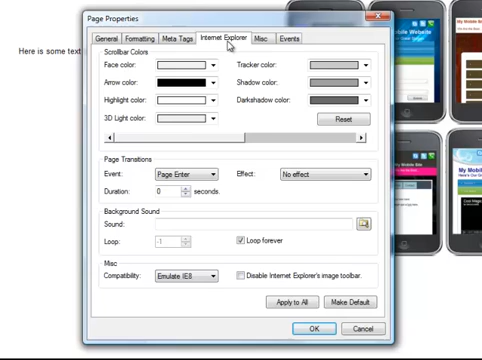 Page Properties
General Formatting Meta Tags Internet Explorer Misc Events
Here is some text
Scrollbar Colors
Face color: Tracker color:
Arrow color: Shadow color:
Highlight color: Darkshadow color:
3D Light color: Reset
Page Transitions
Event: Page Enter Effect: No effect
Duration: 0 seconds.
Background Sound
Sound:
Loop: -1 Loop forever
Misc
Compatibility: Emulate IE8 Disable Internet Explorer's image toolbar.
Apply to All Make Default
OK Cancel